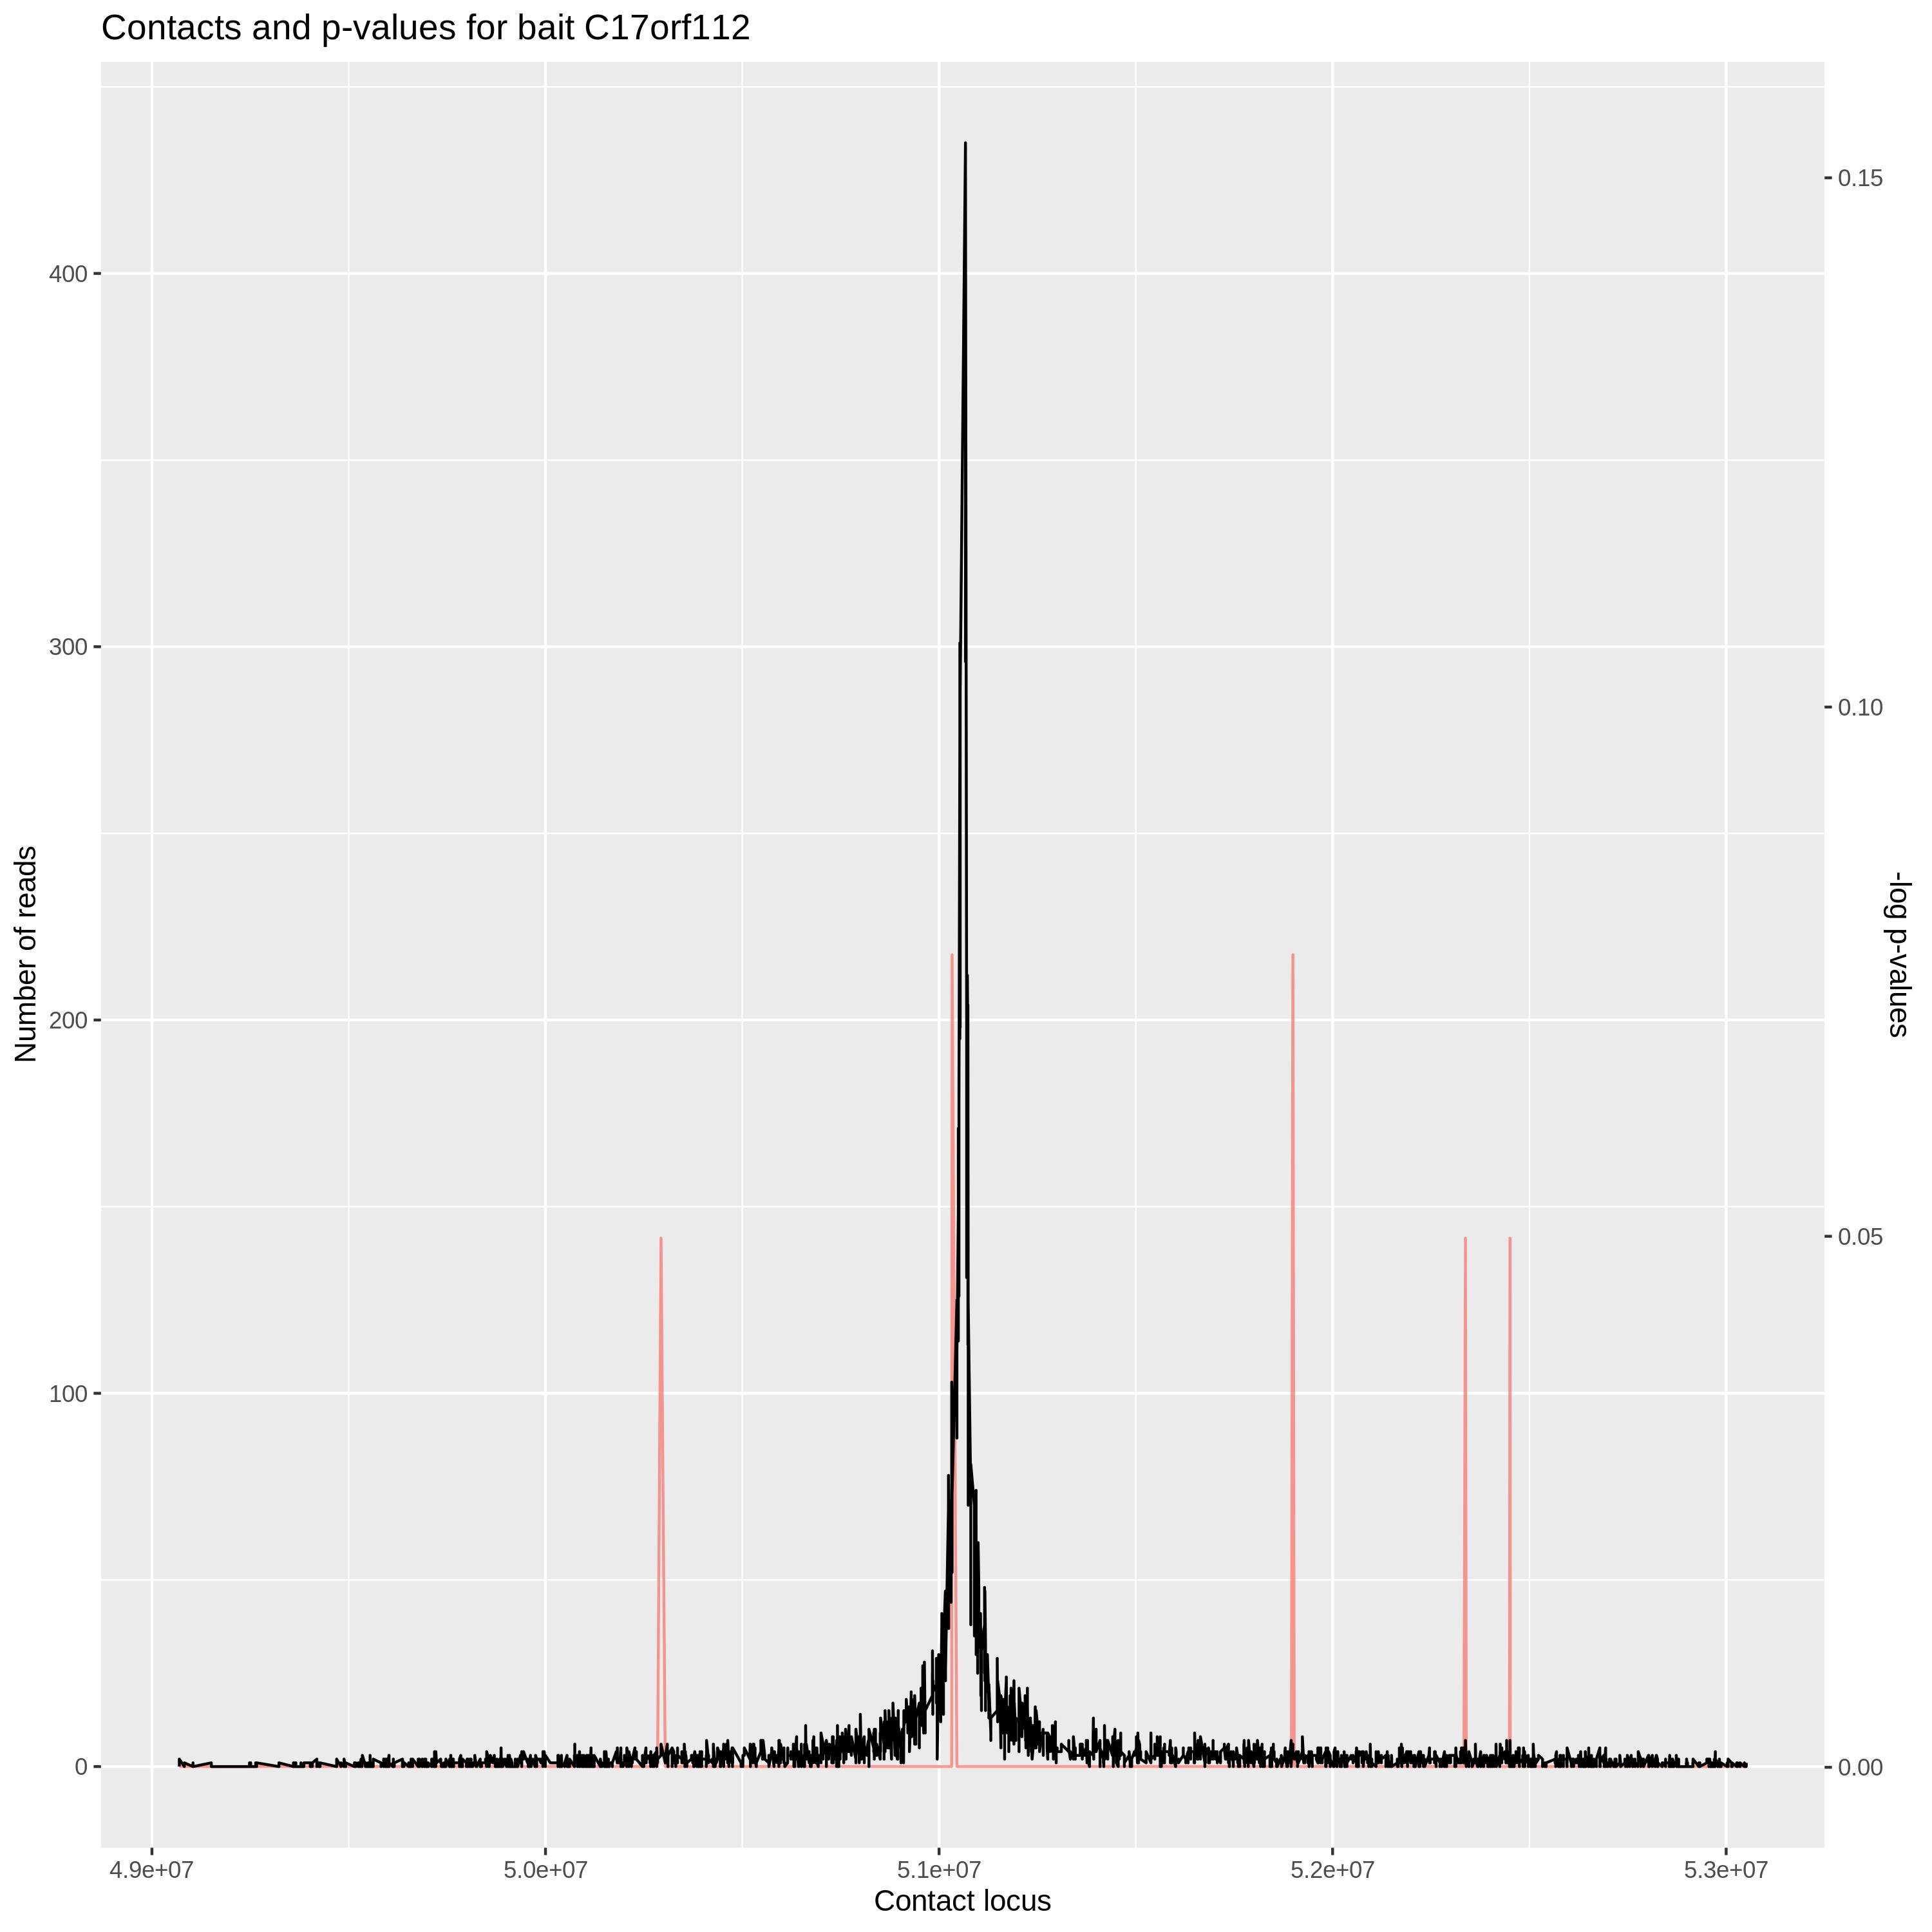 Contacts and p-values for bait C17orf112
400
300
200
100
0
Number of reads
0.15
0.10
0.05
0.00
-log p-values
4.9e+07
5.0e+07
5.1e+07
5.2e+07
5.3e+07
Contact locus